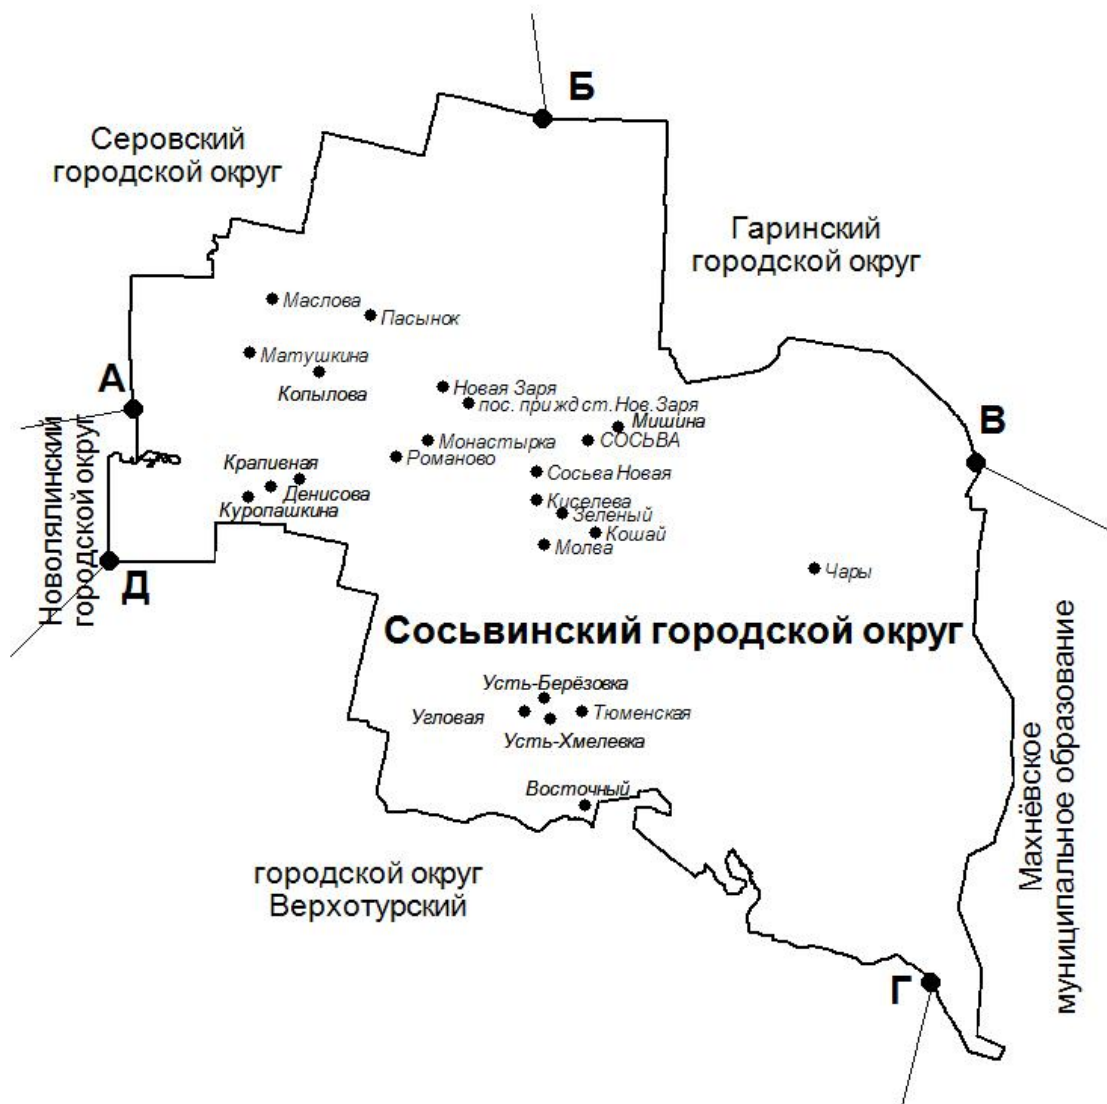 Б
Серовский
городской округ
Гаринский
городской округ
Маслова
Пасынок
Матушкина
А
Копылова
Новая Заря
пос. при жд ст. Нов. Заря
Мишина
В
Монастырка
СОСЬВА
Романово
Крапивная
Сосьва Новая
Денисова
Куропашкина
Киселева
Зеленый
Кошай
Молва
Новолялинский
городской округ
Д
Чары
Сосьвинский городской округ
Усть-Берёзовка
Угловая
Тюменская
Усть-Хмелевка
Восточный
Махнёвское
муниципальное образование
городской округ
Верхотурский
Г